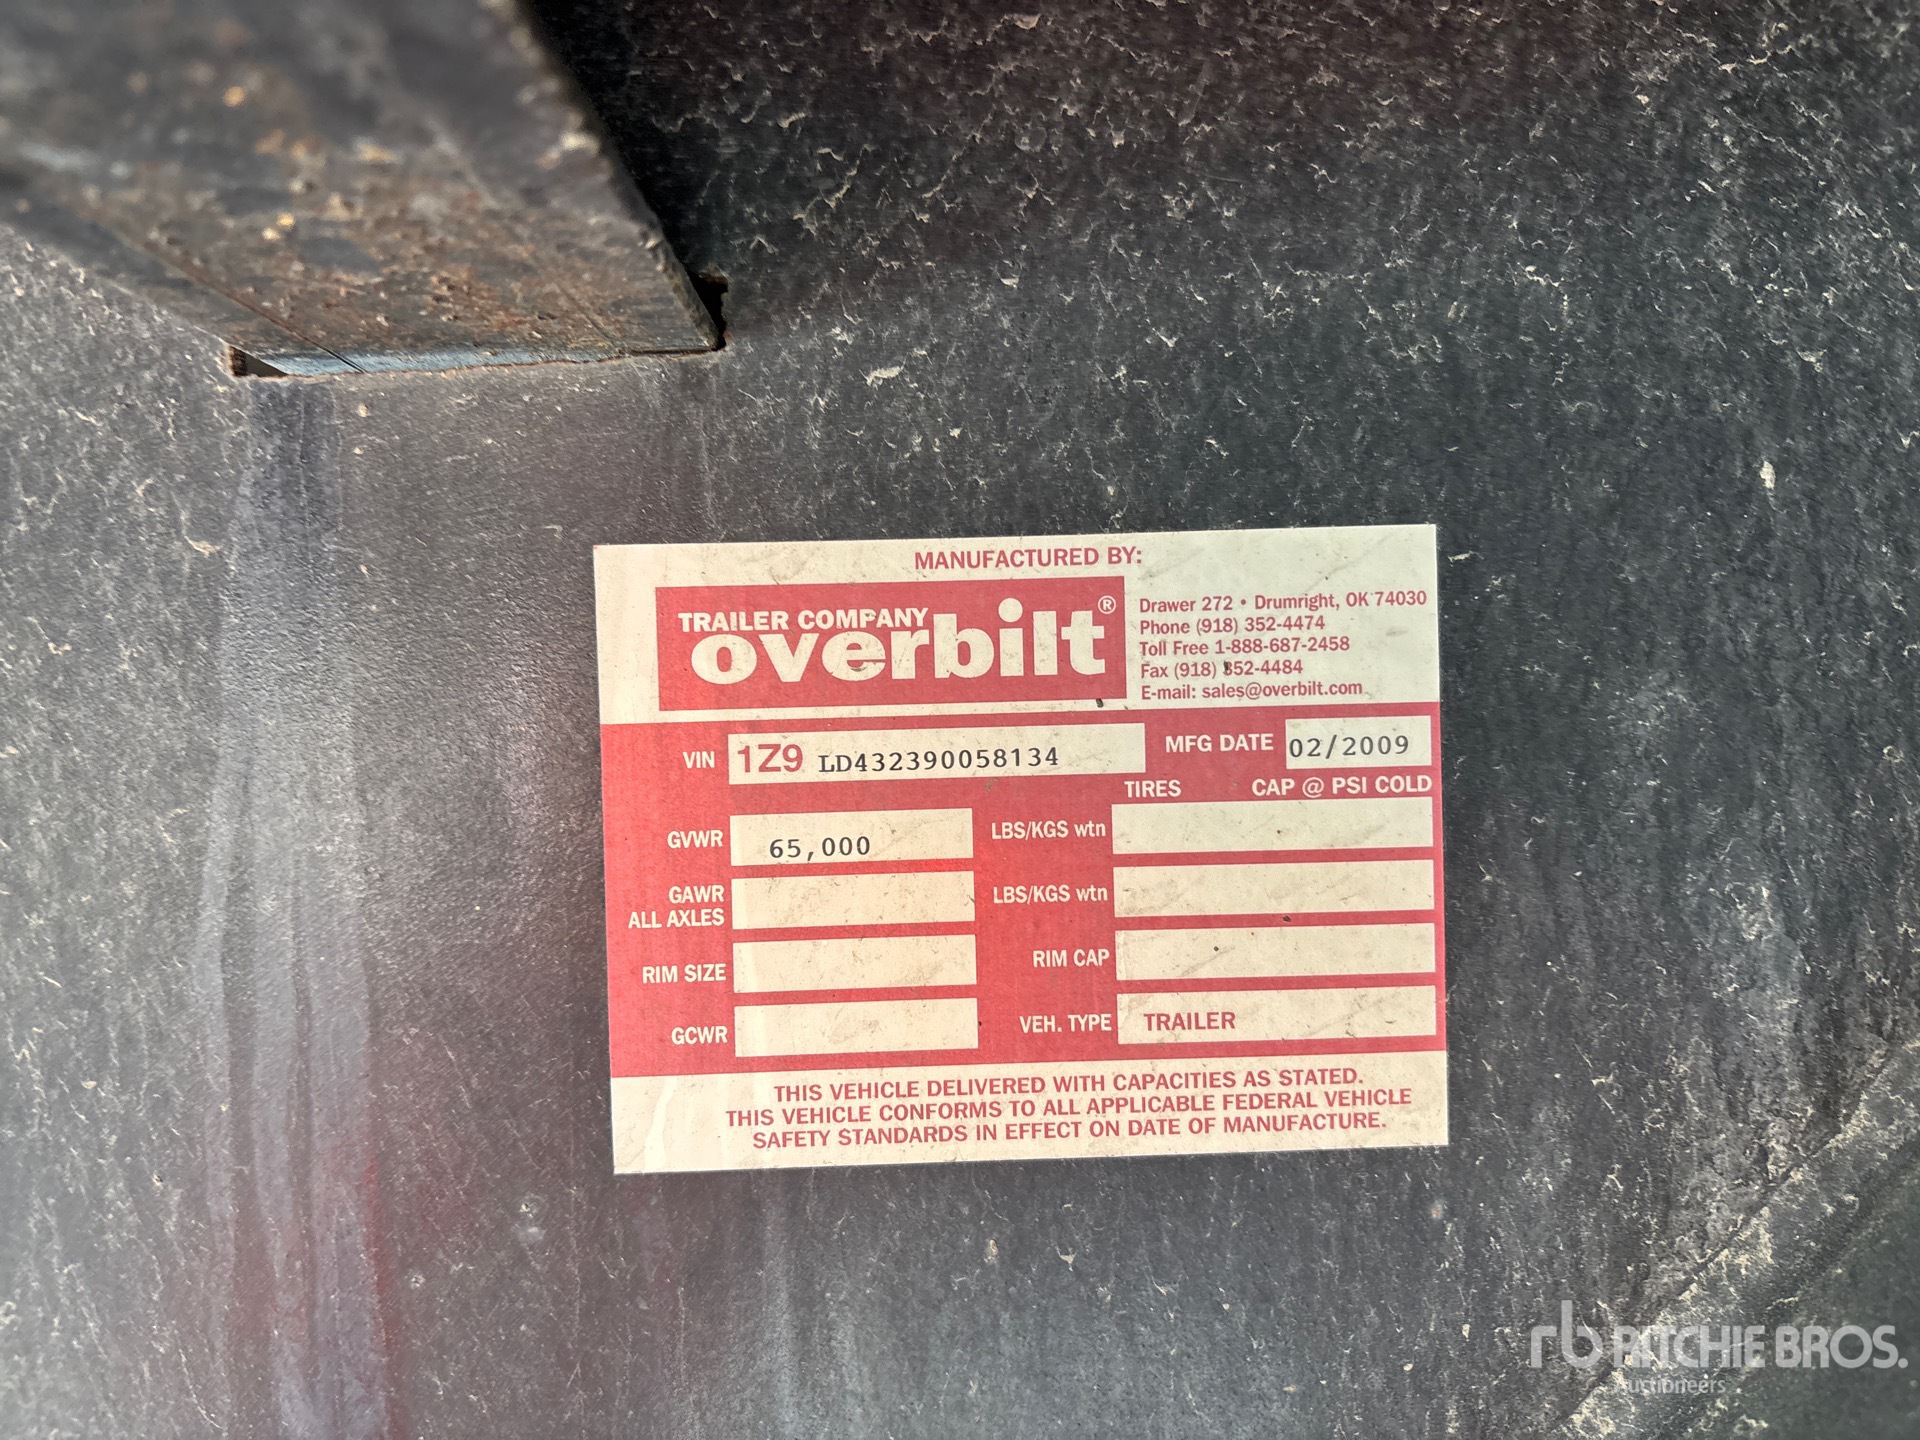 MANUFACTURED BY:
TRAILER COMPANY
overbilt®
Drawer 272 • Drumright, OK 74030
Phone (918) 352-4474
Toll Free 1-888-687-2458
Fax (918) 352-4484
E-mail: sales@overbilt.com
VIN 1Z9 LD432390058134 MFG DATE 02/2009
TIRES CAP @ PSI COLD
GVWR 65,000 LBS/KGS wtn
GAWR ALL AXLES LBS/KGS wtn
RIM SIZE RIM CAP
GCWR VEH. TYPE TRAILER
THIS VEHICLE DELIVERED WITH CAPACITIES AS STATED.
THIS VEHICLE CONFORMS TO ALL APPLICABLE FEDERAL VEHICLE
SAFETY STANDARDS IN EFFECT ON DATE OF MANUFACTURE.
rb RITCHIE BROS.
Auctioneers